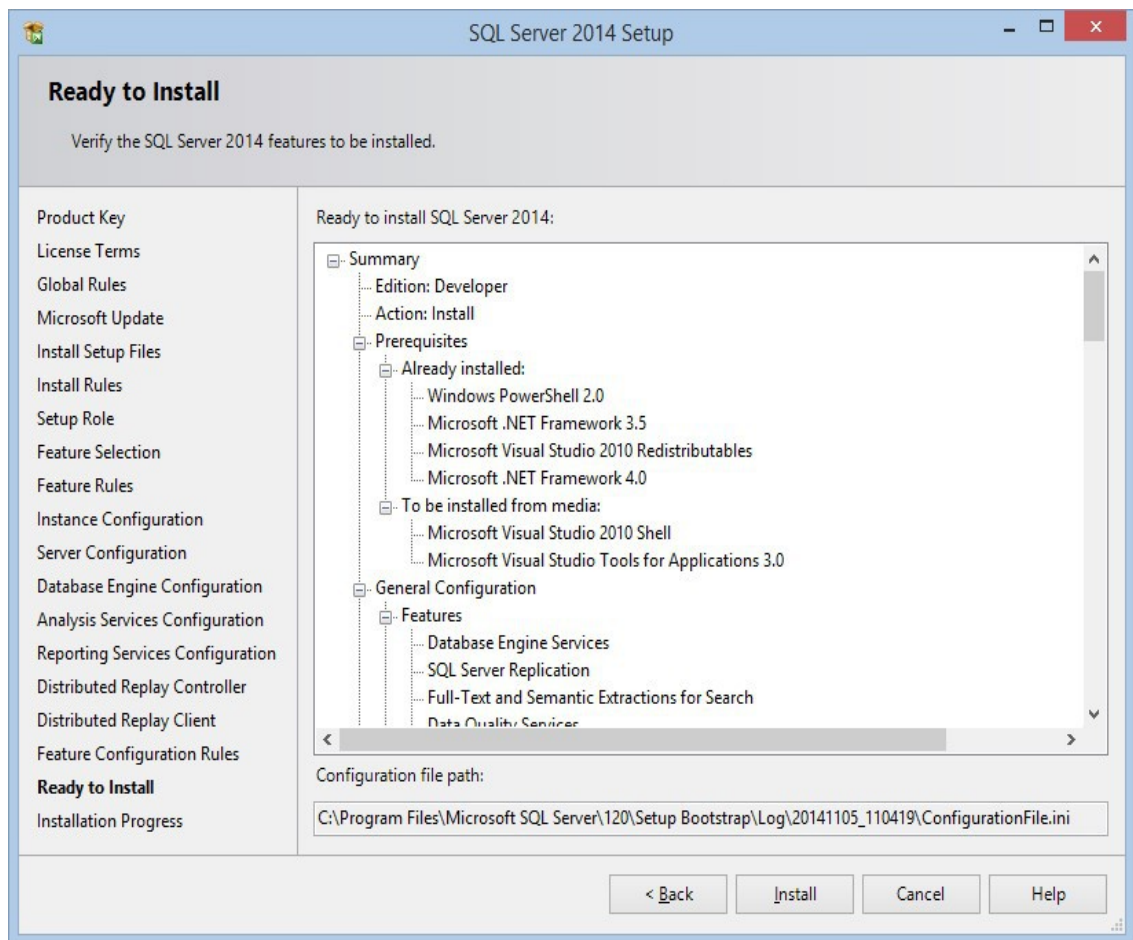 SQL Server 2014 Setup
Ready to Install
Verify the SQL Server 2014 features to be installed.
Product Key
License Terms
Global Rules
Microsoft Update
Install Setup Files
Install Rules
Setup Role
Feature Selection
Feature Rules
Instance Configuration
Server Configuration
Database Engine Configuration
Analysis Services Configuration
Reporting Services Configuration
Distributed Replay Controller
Distributed Replay Client
Feature Configuration Rules
Ready to Install
Installation Progress
Ready to install SQL Server 2014:
Summary
Edition: Developer
Action: Install
Prerequisites
Already installed:
Windows PowerShell 2.0
Microsoft .NET Framework 3.5
Microsoft Visual Studio 2010 Redistributables
Microsoft .NET Framework 4.0
To be installed from media:
Microsoft Visual Studio 2010 Shell
Microsoft Visual Studio Tools for Applications 3.0
General Configuration
Features
Database Engine Services
SQL Server Replication
Full-Text and Semantic Extractions for Search
Data Quality Services
Configuration file path:
C:\Program Files\Microsoft SQL Server\120\Setup Bootstrap\Log\20141105_110419\ConfigurationFile.ini
< Back
Install
Cancel
Help